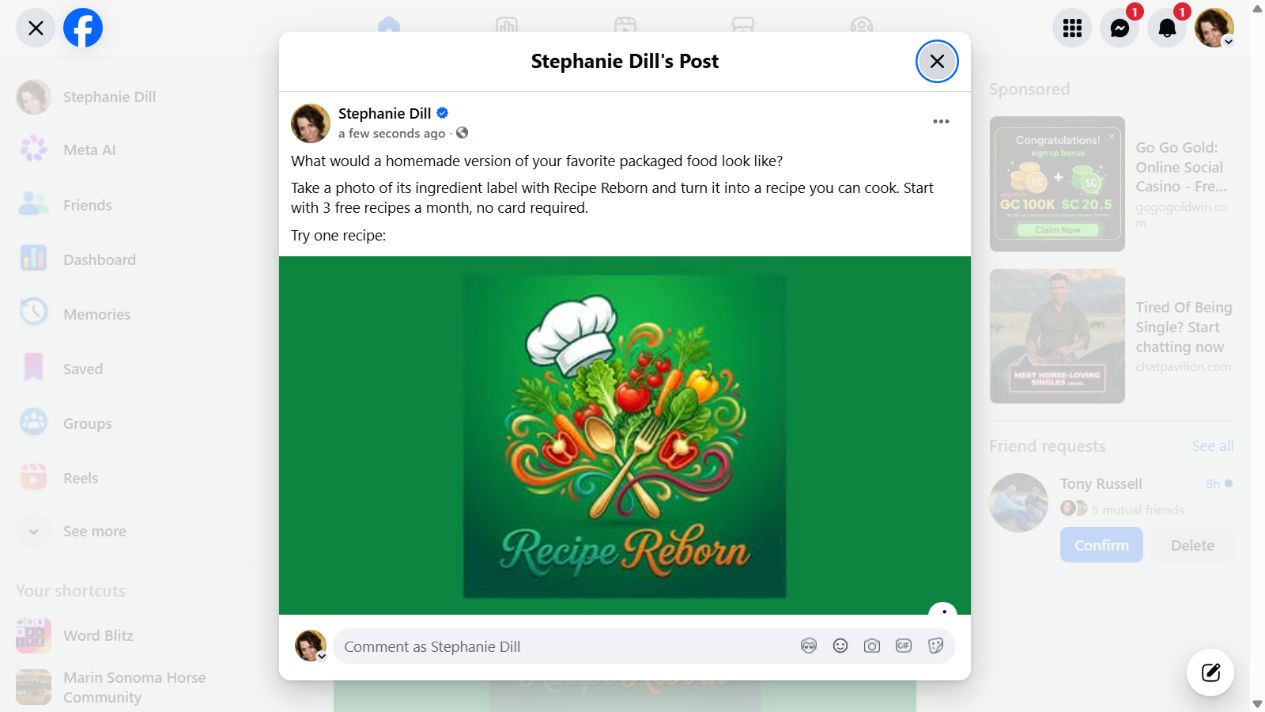 Stephanie Dill's Post
1
1
Stephanie Dill
Meta AI
Friends
Dashboard
Memories
Saved
Groups
Reels
See more
Your shortcuts
Word Blitz
Marin Sonoma Horse
Community
Stephanie Dill
a few seconds ago ·
What would a homemade version of your favorite packaged food look like?
Take a photo of its ingredient label with Recipe Reborn and turn it into a recipe you can cook. Start
with 3 free recipes a month, no card required.
Try one recipe:
Recipe Reborn
Comment as Stephanie Dill
GIF
Sponsored
Congratulations!
sign up bonus
GC
SC
GC 100K
SC 20.5
Claim Now
Go Go Gold:
Online Social
Casino - Fre...
gogogoldwin.co
m
MEET HORSE-LOVING
SINGLES ONLINE
Tired Of Being
Single? Start
chatting now
chatpavilion.com
Friend requests
See all
Tony Russell
8h
5 mutual friends
Confirm
Delete